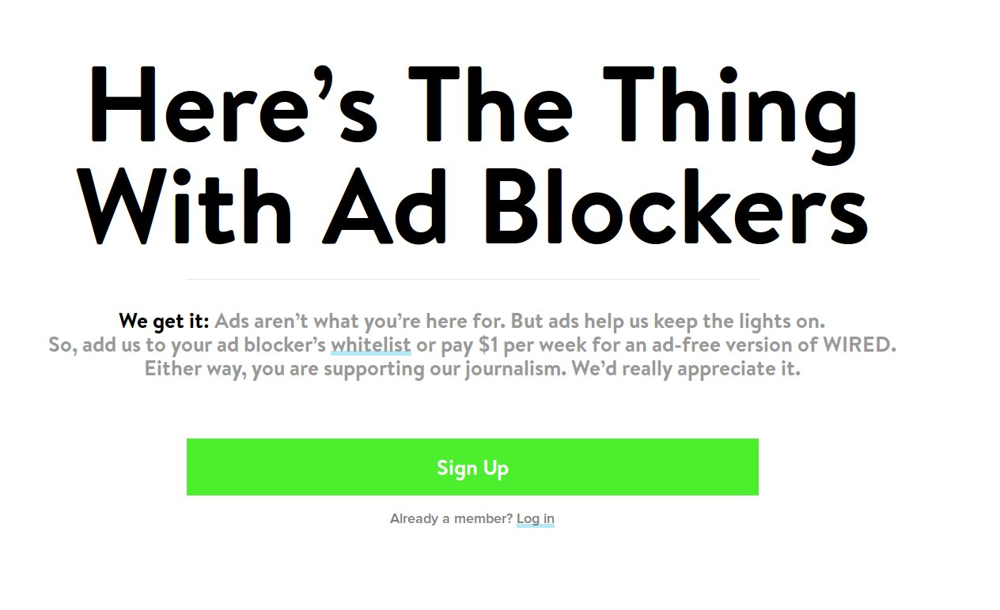 Here’s The Thing
With Ad Blockers
We get it: Ads aren’t what you’re here for. But ads help us keep the lights on.
So, add us to your ad blocker’s whitelist or pay $1 per week for an ad-free version of WIRED.
Either way, you are supporting our journalism. We’d really appreciate it.
Sign Up
Already a member? Log in